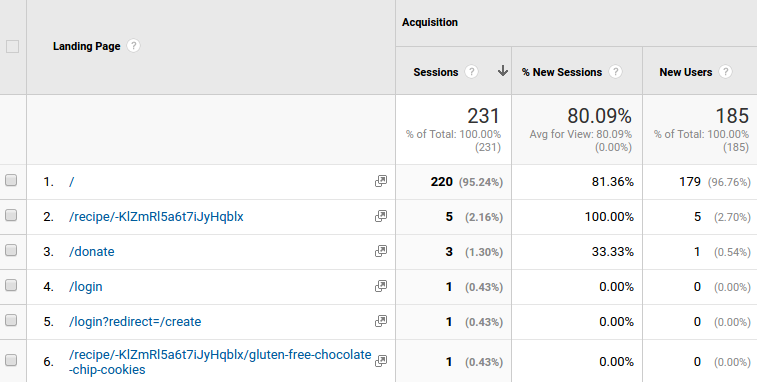 Acquisition
Landing Page ?
Sessions ? % New Sessions ? New Users ?
231 80.09% 185
% of Total: 100.00% Avg for View: 80.09% % of Total: 100.00%
(231) (0.00%) (185)
1. / 220 (95.24%) 81.36% 179 (96.76%)
2. /recipe/-KlZmRl5a6t7iJyHqblx 5 (2.16%) 100.00% 5 (2.70%)
3. /donate 3 (1.30%) 33.33% 1 (0.54%)
4. /login 1 (0.43%) 0.00% 0 (0.00%)
5. /login?redirect=/create 1 (0.43%) 0.00% 0 (0.00%)
6. /recipe/-KlZmRl5a6t7iJyHqblx/gluten-free-chocolate
-chip-cookies 1 (0.43%) 0.00% 0 (0.00%)